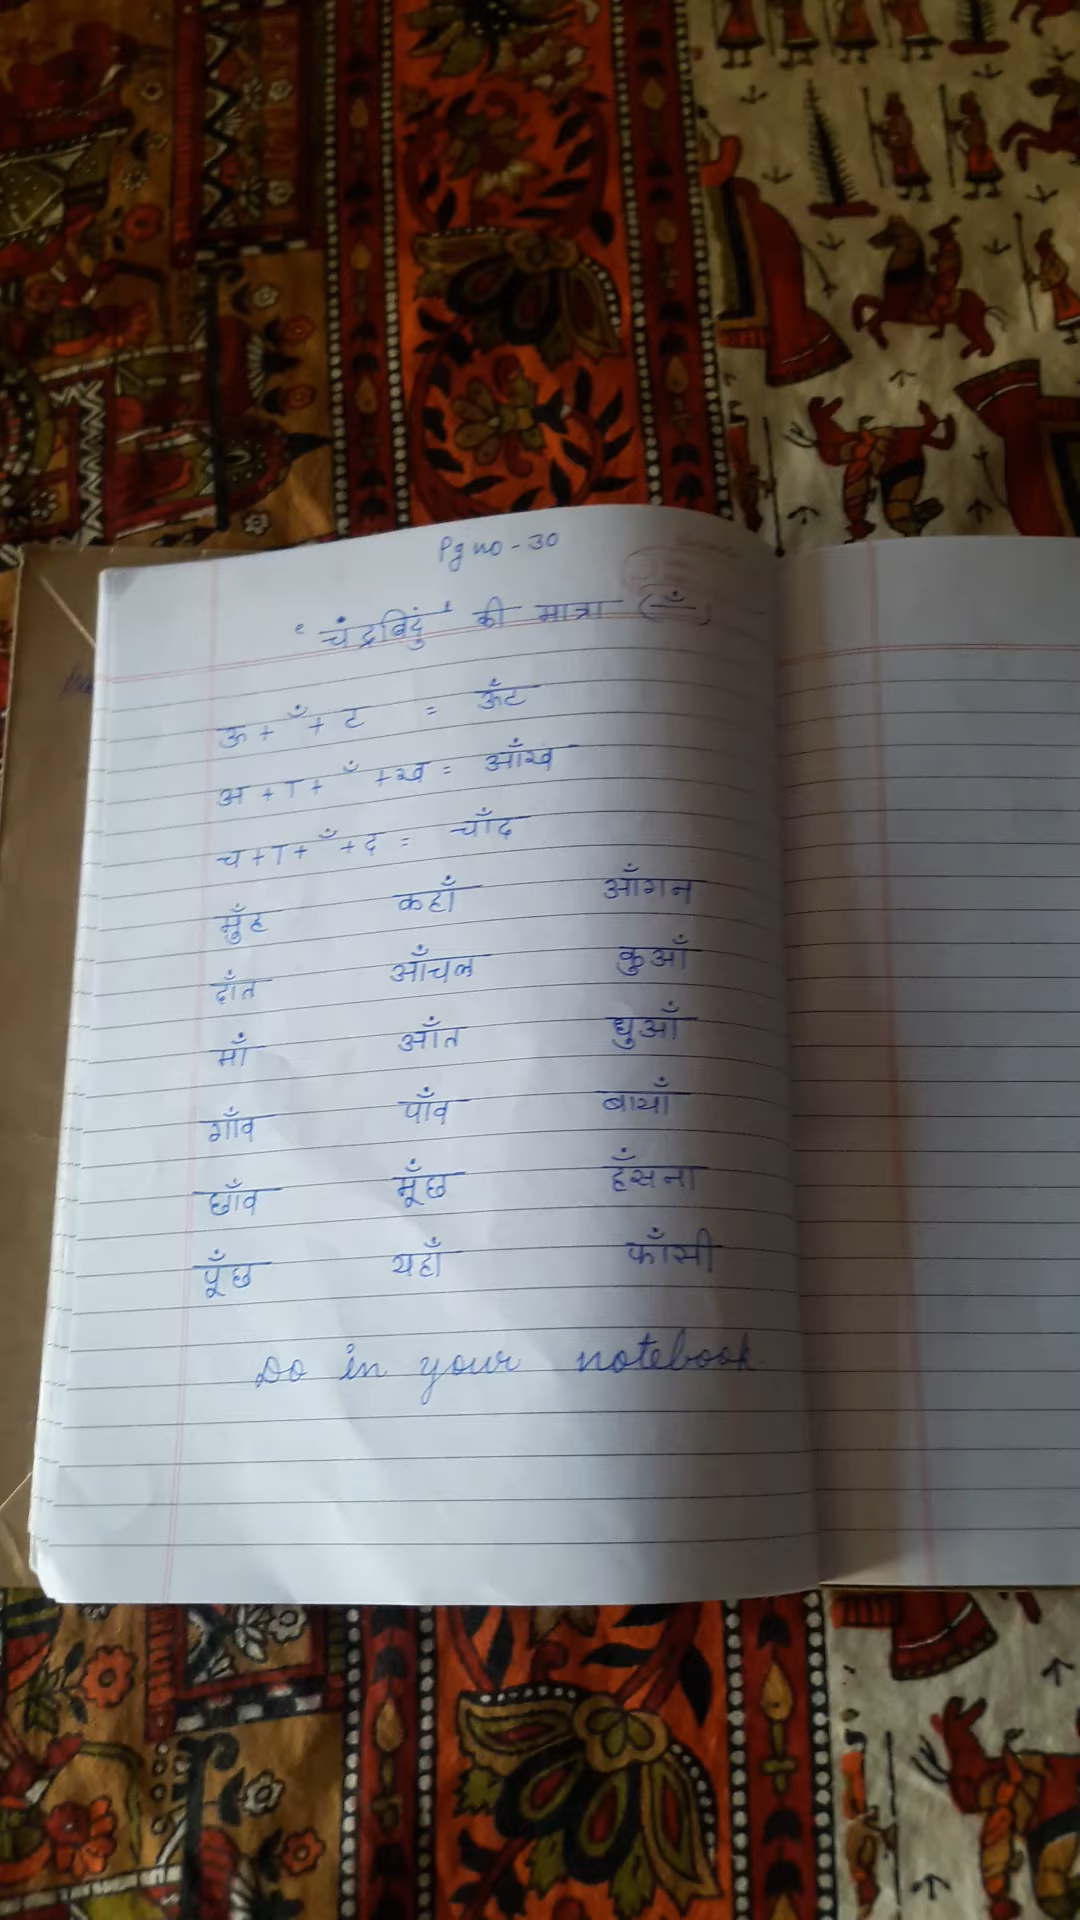 Pg no - 30
' चंद्रबिंदुं ' की मात्रा (ँ)
ऊ + ँ + ट = ऊँट
अ + ा + ँ + ख = आँख
च + ा + ँ + द = चाँद
मुँह कहाँ आँगन
दाँत आँचल कुआँ
माँ आँत धुआँ
गाँव पाँव बायाँ
छाँव मूँछ हँसना
पूँछ यहाँ फाँसी
Do in your notebook.